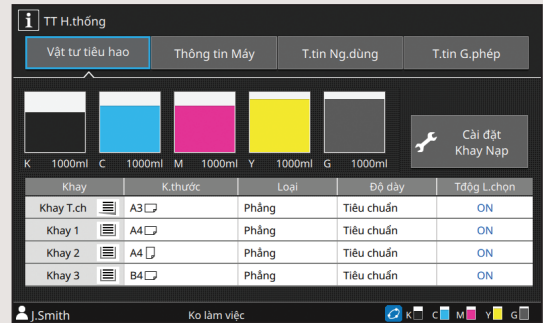 i TT H.thống
Vật tư tiêu hao Thông tin Máy T.tin Ng.dùng T.tin G.phép
K 1000ml C 1000ml M 1000ml Y 1000ml G 1000ml
Cài đặt
Khay Nạp
Khay K.thước Loại Độ dày Tđộg L.chọn
Khay T.ch A3 Phẳng Tiêu chuẩn ON
Khay 1 A4 Phẳng Tiêu chuẩn ON
Khay 2 A4 Phẳng Tiêu chuẩn ON
Khay 3 B4 Phẳng Tiêu chuẩn ON
J.Smith Ko làm việc K C M Y G